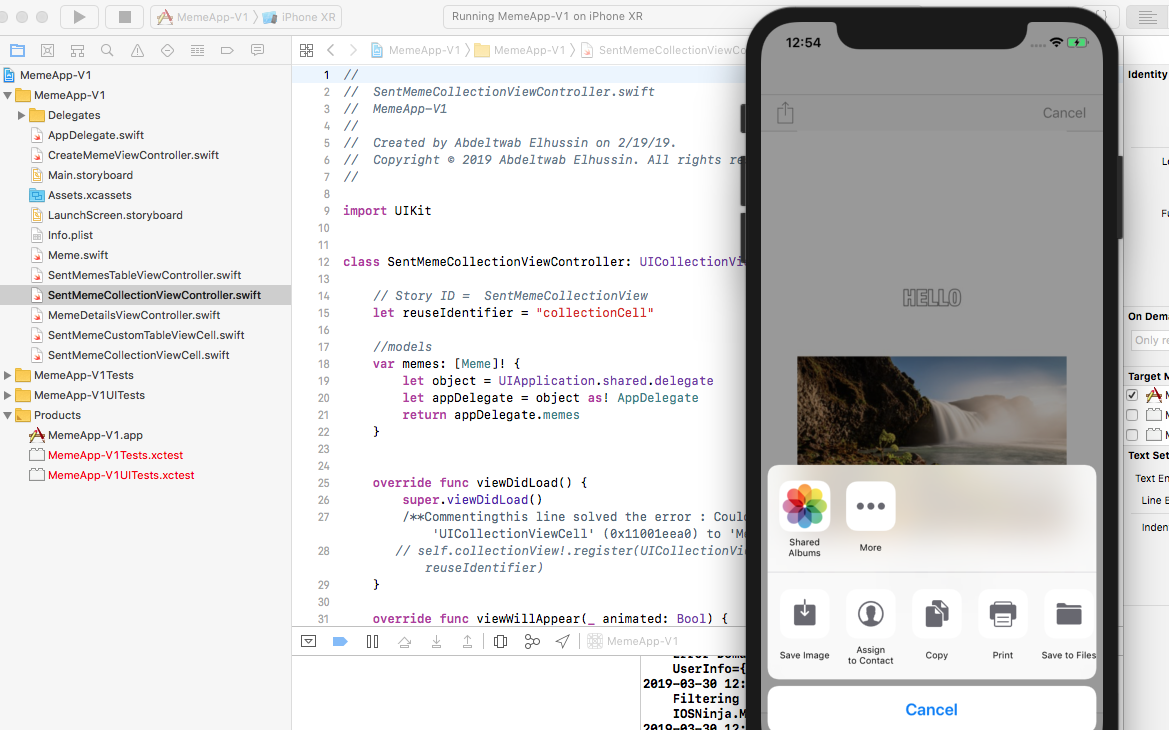 MemeApp-V1 iPhone XR
Running MemeApp-V1 on iPhone XR
MemeApp-V1
MemeApp-V1
Delegates
AppDelegate.swift
CreateMemeViewController.swift
Main.storyboard
Assets.xcassets
LaunchScreen.storyboard
Info.plist
Meme.swift
SentMemesTableViewController.swift
SentMemeCollectionViewController.swift
MemeDetailsViewController.swift
SentMemeCustomTableViewCell.swift
SentMemeCollectionViewCell.swift
MemeApp-V1Tests
MemeApp-V1UITests
Products
MemeApp-V1.app
MemeApp-V1Tests.xctest
MemeApp-V1UITests.xctest
MemeApp-V1 MemeApp-V1 SentMemeCollectionViewCo
1 //
2 // SentMemeCollectionViewController.swift
3 // MemeApp-V1
4 //
5 // Created by Abdeltwab Elhussin on 2/19/19.
6 // Copyright © 2019 Abdeltwab Elhussin. All rights re
7 //
8
9 import UIKit
10
11
12 class SentMemeCollectionViewController: UICollectionVi
13
14 // Story ID = SentMemeCollectionView
15 let reuseIdentifier = "collectionCell"
16
17 //models
18 var memes: [Meme]! {
19 let object = UIApplication.shared.delegate
20 let appDelegate = object as! AppDelegate
21 return appDelegate.memes
22 }
23
24
25 override func viewDidLoad() {
26 super.viewDidLoad()
27 /**Commentingthis line solved the error : Coul
'UICollectionViewCell' (0x11001eea0) to 'M
28 // self.collectionView!.register(UICollectionVi
reuseIdentifier)
29 }
30
31 override func viewWillAppear(_ animated: Bool) {
MemeApp-V1
Error Doma
UserInfo={
2019-03-30 12:
Filtering
IOSNinja.M
2019-03-30 12:
12:54
Cancel
HELLO
Shared
Albums
More
Save Image
Assign
to Contact
Copy
Print
Save to Files
Cancel
Identity
Lo
Fu
On Dema
Only re
Target M
M
M
M
Text Set
Text En
Line E
Inden